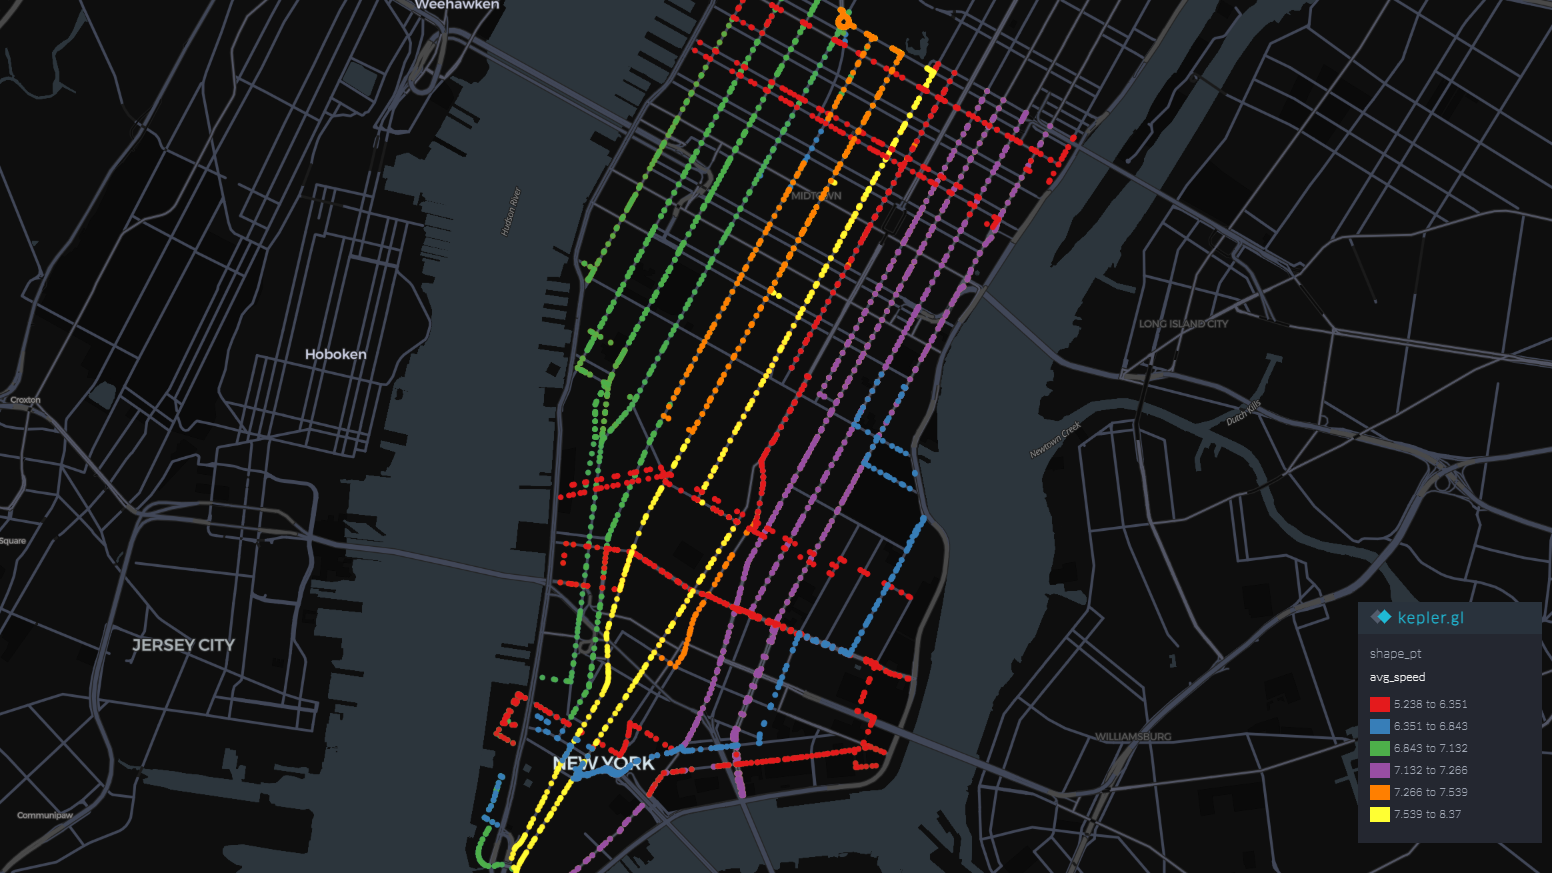 Weehawken
Hudson River
MIDTOWN
LONG ISLAND CITY
Hoboken
Croxton
Dutch Kills
Newtown Creek
Square
JERSEY CITY
WILLIAMSBURG
NEW YORK
Communipaw
kepler.gl
shape_pt
avg_speed
5.238 to 6.351
6.351 to 6.843
6.843 to 7.132
7.132 to 7.266
7.266 to 7.539
7.539 to 8.37